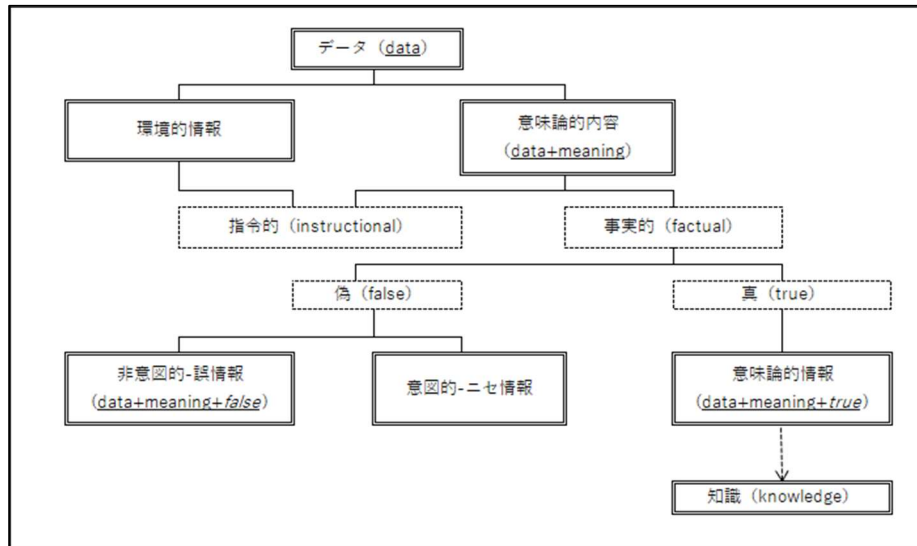 データ（data）
環境的情報
意味論的内容
（data+meaning）
指令的（instructional）
事実的（factual）
偽（false）
真（true）
非意図的-誤情報
（data+meaning+false）
意図的-ニセ情報
意味論的情報
（data+meaning+true）
知識（knowledge）